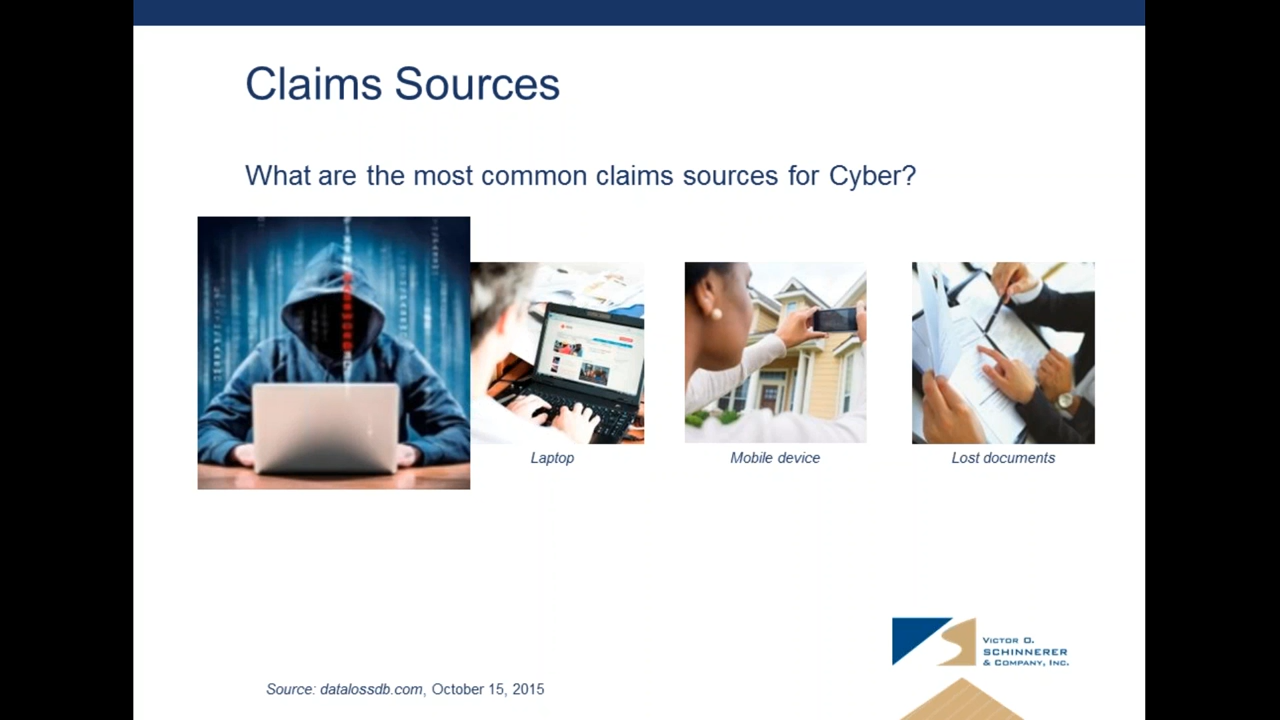 Claims Sources
What are the most common claims sources for Cyber?
Laptop
Mobile device
Lost documents
VICTOR O.
SCHINNERER
& COMPANY, INC.
Source: datalossdb.com, October 15, 2015